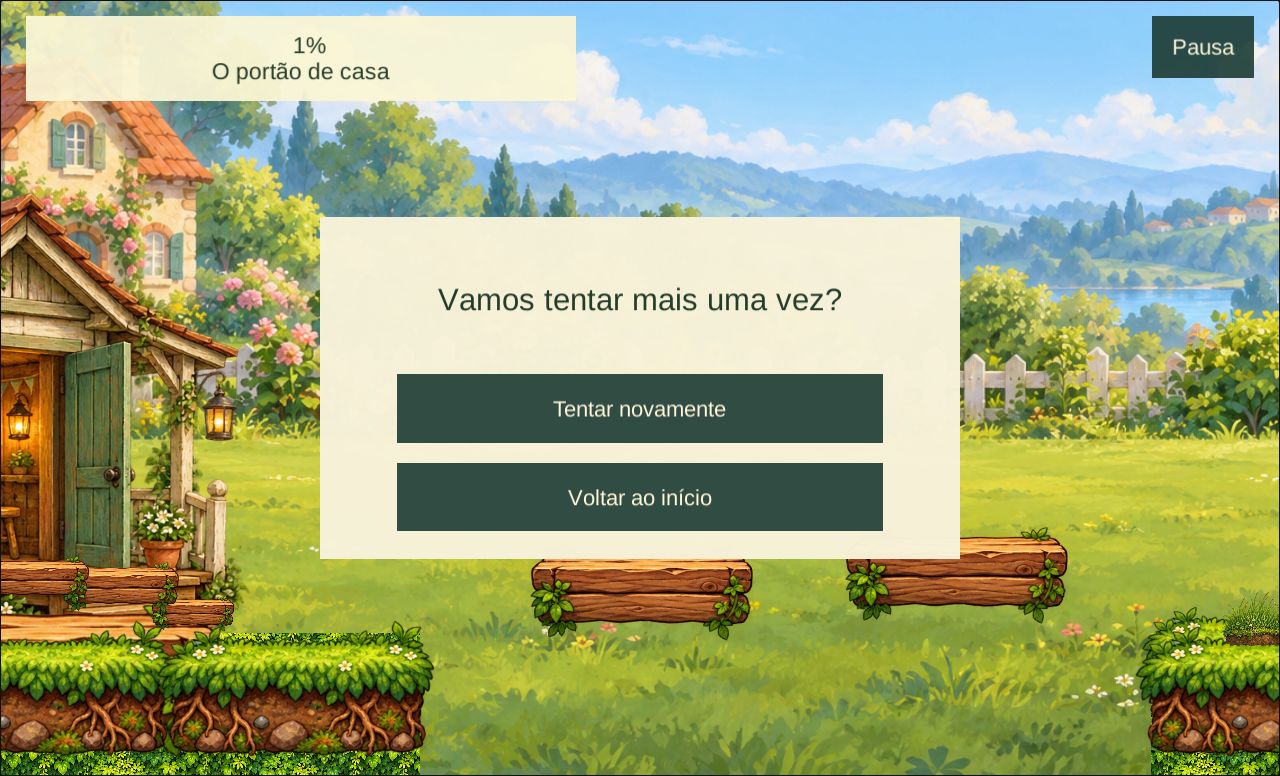 1%
O portão de casa
Pausa
Vamos tentar mais uma vez?
Tentar novamente
Voltar ao início